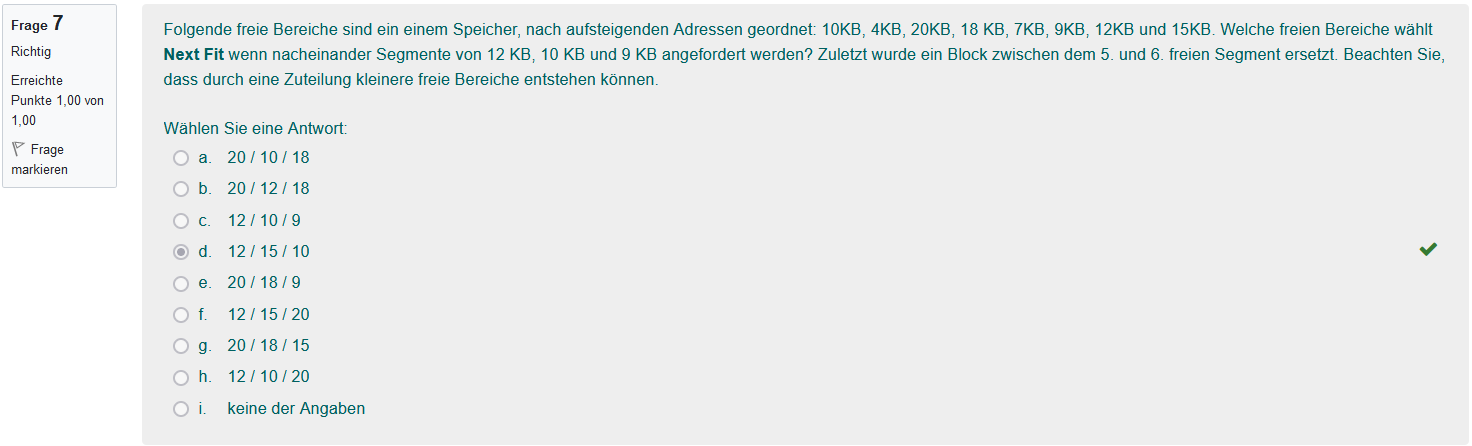 Frage 7
Richtig
Erreichte
Punkte 1,00 von
1,00
Frage
markieren
Folgende freie Bereiche sind ein einem Speicher, nach aufsteigenden Adressen geordnet: 10KB, 4KB, 20KB, 18 KB, 7KB, 9KB, 12KB und 15KB. Welche freien Bereiche wählt
Next Fit wenn nacheinander Segmente von 12 KB, 10 KB und 9 KB angefordert werden? Zuletzt wurde ein Block zwischen dem 5. und 6. freien Segment ersetzt. Beachten Sie,
dass durch eine Zuteilung kleinere freie Bereiche entstehen können.
Wählen Sie eine Antwort:
a. 20 / 10 / 18
b. 20 / 12 / 18
c. 12 / 10 / 9
d. 12 / 15 / 10
e. 20 / 18 / 9
f. 12 / 15 / 20
g. 20 / 18 / 15
h. 12 / 10 / 20
i. keine der Angaben